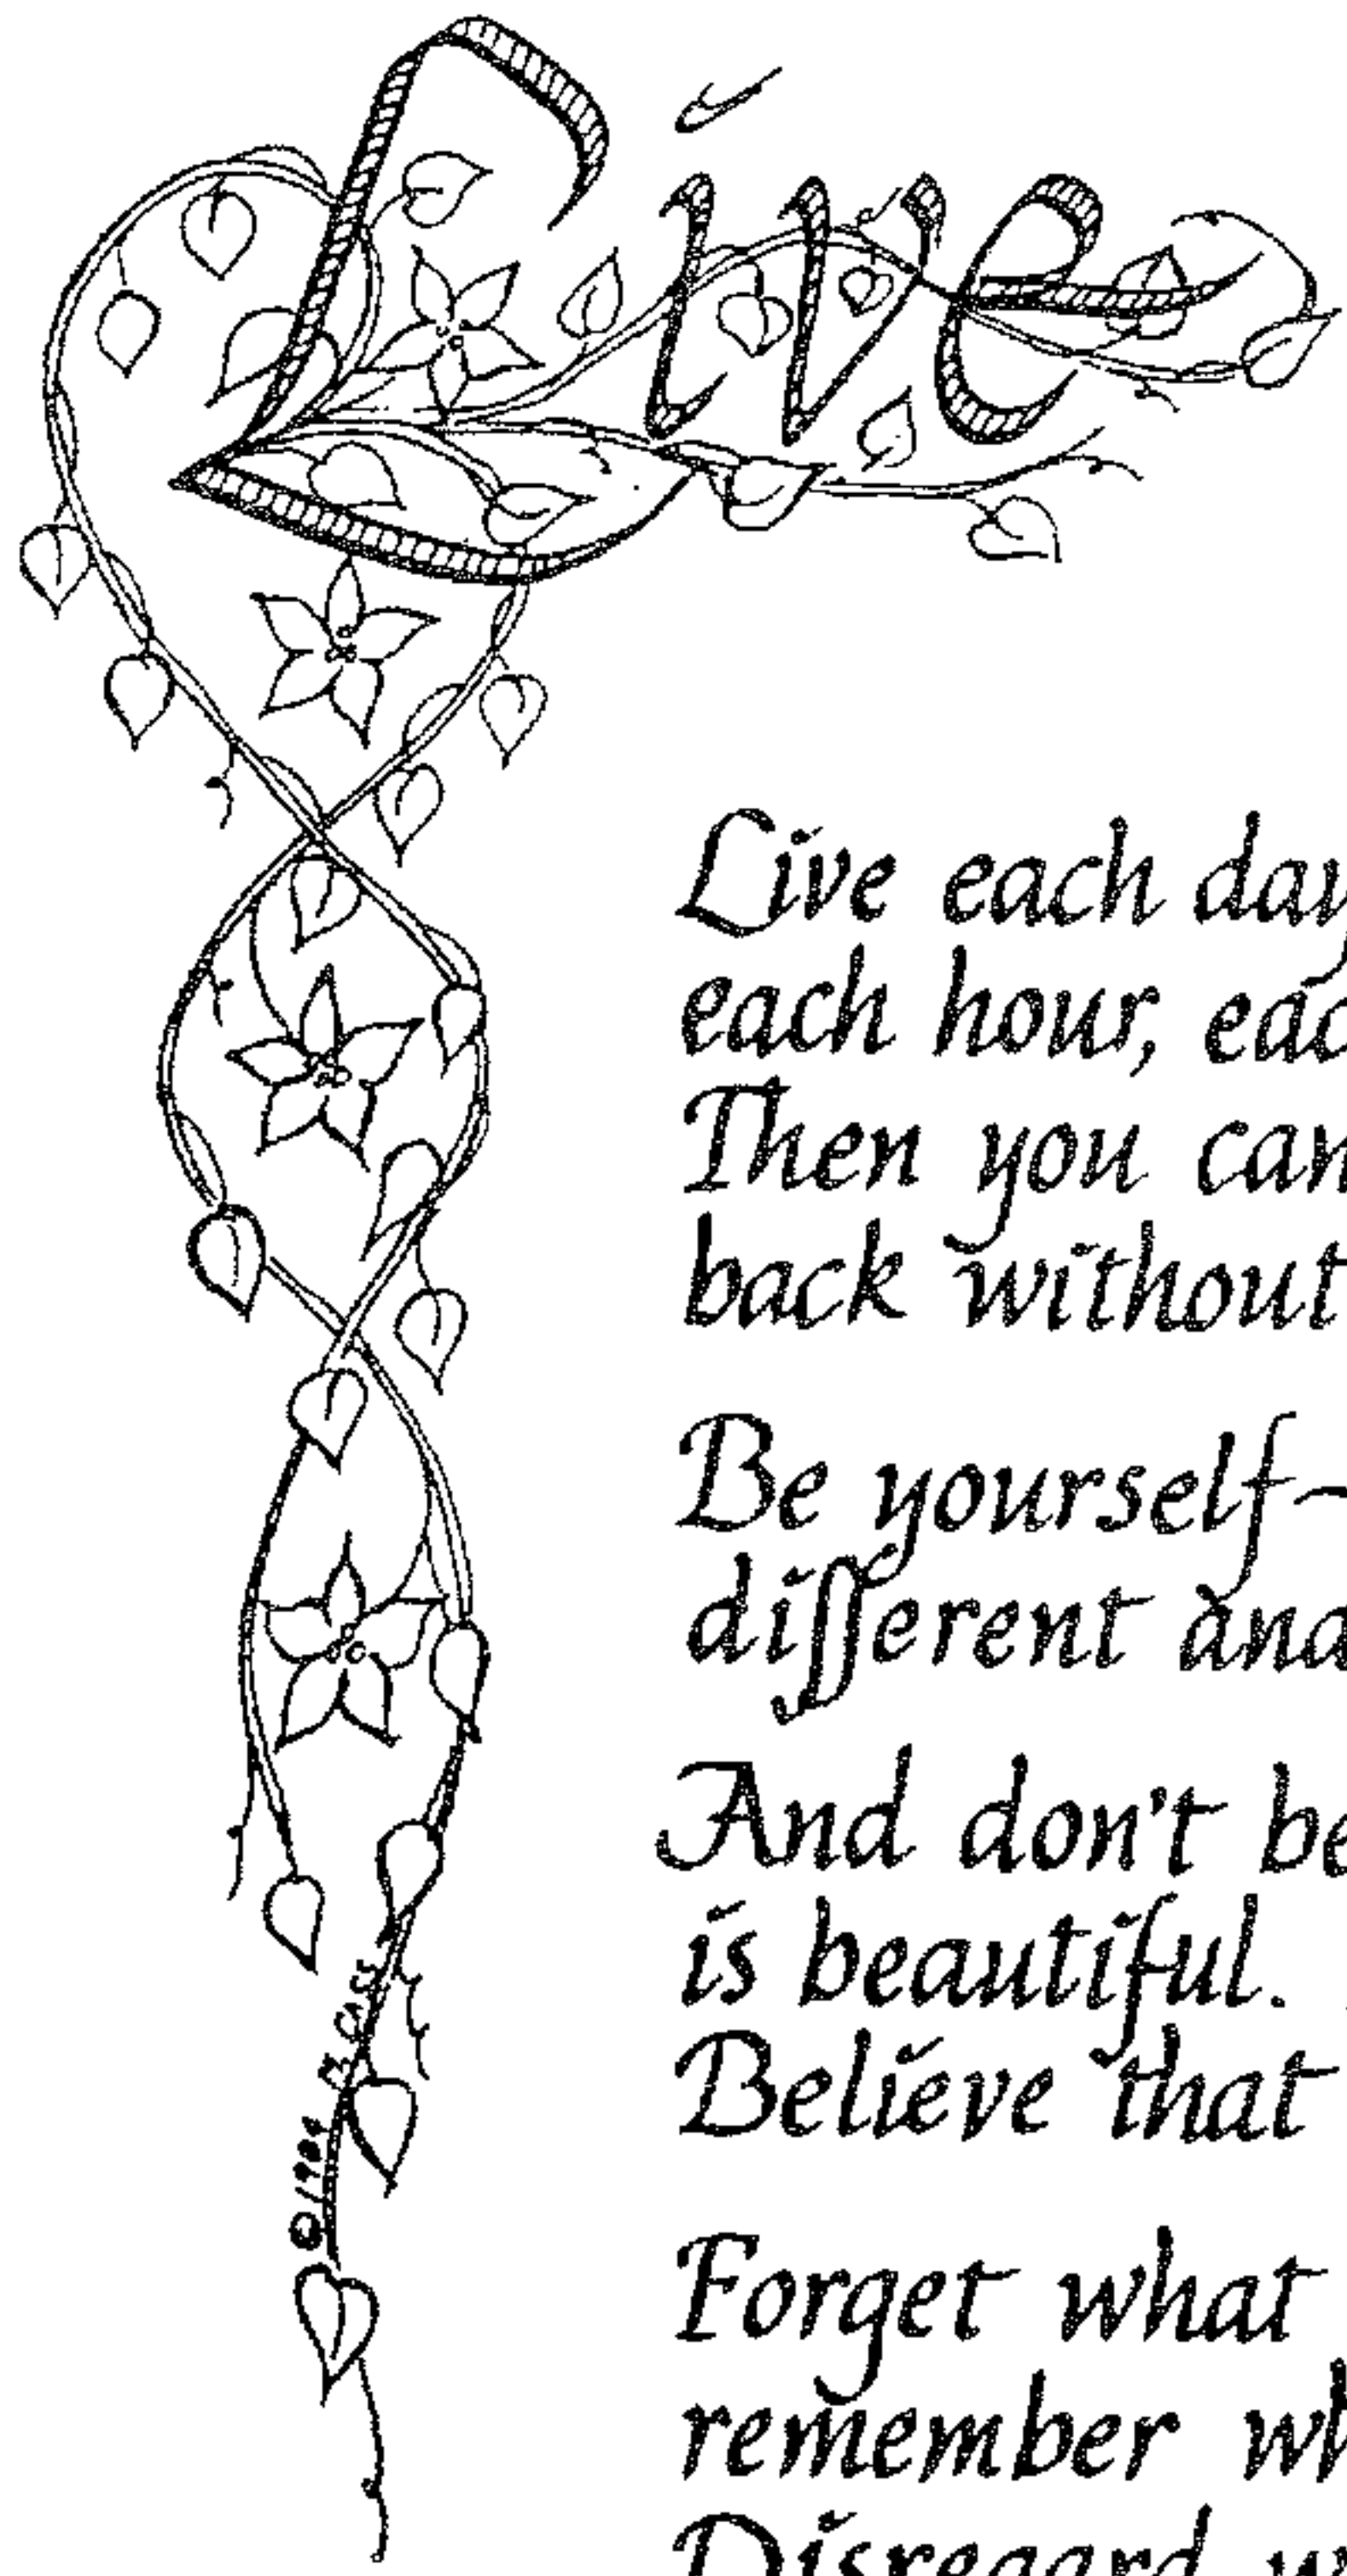 Live
Live each day
each hour, eac
Then you can
back without
Be yourself-
different and
And don't be
is beautiful.
Believe that
Forget what
remember wh
Disregard w